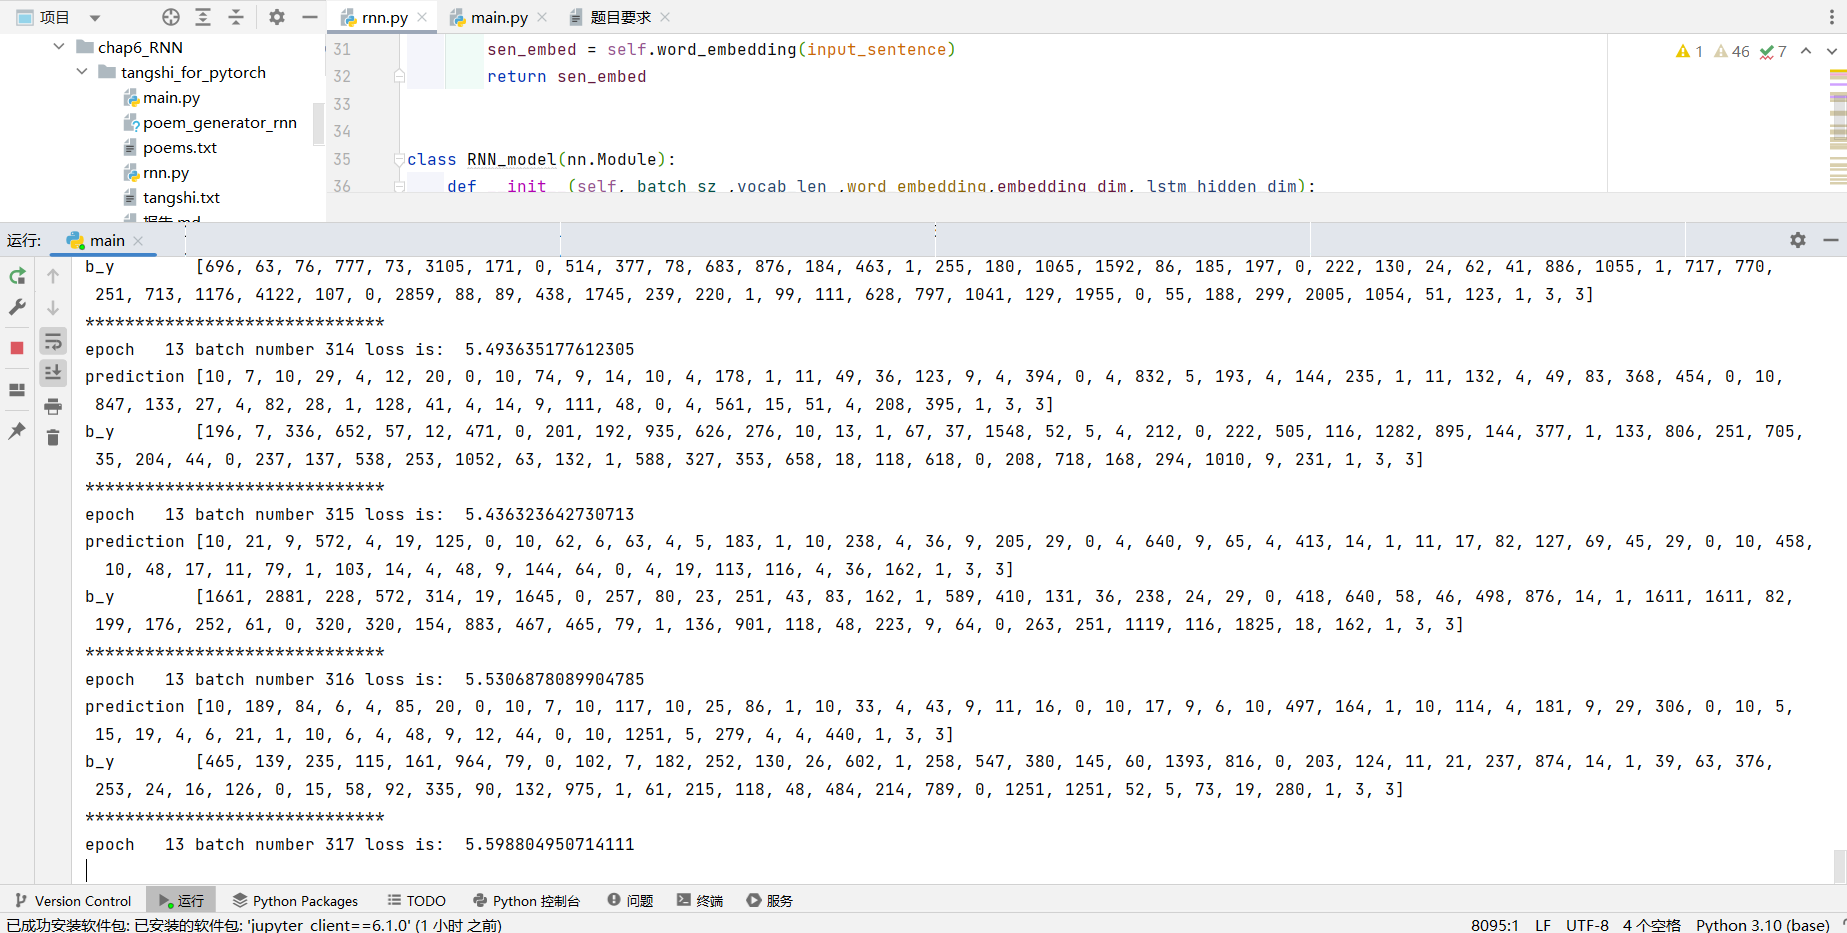 项目
rnn.py
main.py
题目要求
chap6_RNN
tangshi_for_pytorch
main.py
poem_generator_rnn
poems.txt
rnn.py
tangshi.txt
报告.md
31 sen_embed = self.word_embedding(input_sentence)
32 return sen_embed
33
34
35 class RNN_model(nn.Module):
36 def __init__(self, batch_sz ,vocab_len ,word_embedding,embedding_dim, lstm_hidden_dim):
1 46 7
运行: main
b_y [696, 63, 76, 777, 73, 3105, 171, 0, 514, 377, 78, 683, 876, 184, 463, 1, 255, 180, 1065, 1592, 86, 185, 197, 0, 222, 130, 24, 62, 41, 886, 1055, 1, 717, 770,
251, 713, 1176, 4122, 107, 0, 2859, 88, 89, 438, 1745, 239, 220, 1, 99, 111, 628, 797, 1041, 129, 1955, 0, 55, 188, 299, 2005, 1054, 51, 123, 1, 3, 3]
******************************
epoch 13 batch number 314 loss is: 5.493635177612305
prediction [10, 7, 10, 29, 4, 12, 20, 0, 10, 74, 9, 14, 10, 4, 178, 1, 11, 49, 36, 123, 9, 4, 394, 0, 4, 832, 5, 193, 4, 144, 235, 1, 11, 132, 4, 49, 83, 368, 454, 0, 10,
847, 133, 27, 4, 82, 28, 1, 128, 41, 4, 14, 9, 111, 48, 0, 4, 561, 15, 51, 4, 208, 395, 1, 3, 3]
b_y [196, 7, 336, 652, 57, 12, 471, 0, 201, 192, 935, 626, 276, 10, 13, 1, 67, 37, 1548, 52, 5, 4, 212, 0, 222, 505, 116, 1282, 895, 144, 377, 1, 133, 806, 251, 705,
35, 204, 44, 0, 237, 137, 538, 253, 1052, 63, 132, 1, 588, 327, 353, 658, 18, 118, 618, 0, 208, 718, 168, 294, 1010, 9, 231, 1, 3, 3]
******************************
epoch 13 batch number 315 loss is: 5.436323642730713
prediction [10, 21, 9, 572, 4, 19, 125, 0, 10, 62, 6, 63, 4, 5, 183, 1, 10, 238, 4, 36, 9, 205, 29, 0, 4, 640, 9, 65, 4, 413, 14, 1, 11, 17, 82, 127, 69, 45, 29, 0, 10, 458,
10, 48, 17, 11, 79, 1, 103, 14, 4, 48, 9, 144, 64, 0, 4, 19, 113, 116, 4, 36, 162, 1, 3, 3]
b_y [1661, 2881, 228, 572, 314, 19, 1645, 0, 257, 80, 23, 251, 43, 83, 162, 1, 589, 410, 131, 36, 238, 24, 29, 0, 418, 640, 58, 46, 498, 876, 14, 1, 1611, 1611, 82,
199, 176, 252, 61, 0, 320, 320, 154, 883, 467, 465, 79, 1, 136, 901, 118, 48, 223, 9, 64, 0, 263, 251, 1119, 116, 1825, 18, 162, 1, 3, 3]
******************************
epoch 13 batch number 316 loss is: 5.5306878089904785
prediction [10, 189, 84, 6, 4, 85, 20, 0, 10, 7, 10, 117, 10, 25, 86, 1, 10, 33, 4, 43, 9, 11, 16, 0, 10, 17, 9, 6, 10, 497, 164, 1, 10, 114, 4, 181, 9, 29, 306, 0, 10, 5,
15, 19, 4, 6, 21, 1, 10, 6, 4, 48, 9, 12, 44, 0, 10, 1251, 5, 279, 4, 4, 440, 1, 3, 3]
b_y [465, 139, 235, 115, 161, 964, 79, 0, 102, 7, 182, 252, 130, 26, 602, 1, 258, 547, 380, 145, 60, 1393, 816, 0, 203, 124, 11, 21, 237, 874, 14, 1, 39, 63, 376,
253, 24, 16, 126, 0, 15, 58, 92, 335, 90, 132, 975, 1, 61, 215, 118, 48, 484, 214, 789, 0, 1251, 1251, 52, 5, 73, 19, 280, 1, 3, 3]
******************************
epoch 13 batch number 317 loss is: 5.598804950714111
Version Control 运行 Python Packages TODO Python 控制台 问题 终端 服务
已成功安装软件包: 已安装的软件包: 'jupyter_client==6.1.0' (1 小时 之前) 8095:1 LF UTF-8 4 个空格 Python 3.10 (base)